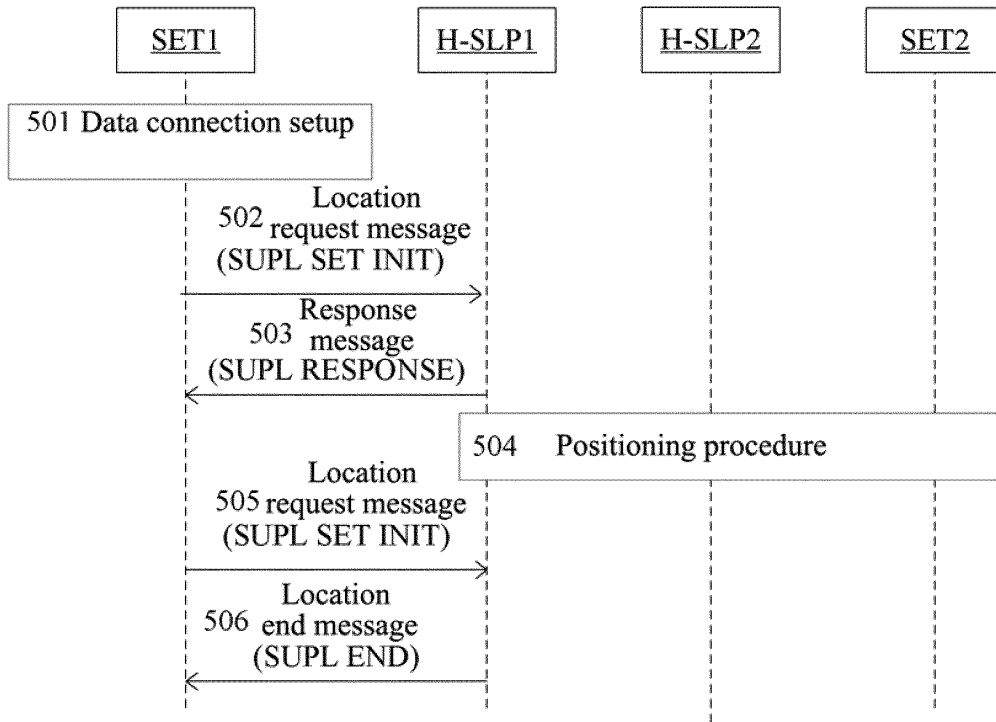 SET1
H-SLP1
H-SLP2
SET2
501 Data connection setup
Location
502 request message
(SUPL SET INIT)
Response
503 message
(SUPL RESPONSE)
504 Positioning procedure
Location
505 request message
(SUPL SET INIT)
Location
506 end message
(SUPL END)